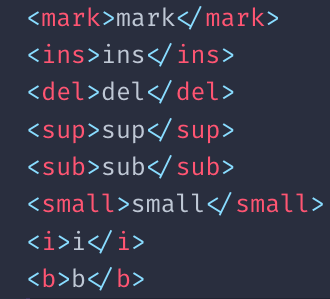 <mark>mark</mark>
<ins>ins</ins>
<del>del</del>
<sup>sup</sup>
<sub>sub</sub>
<small>small</small>
<i>i</i>
<b>b</b>